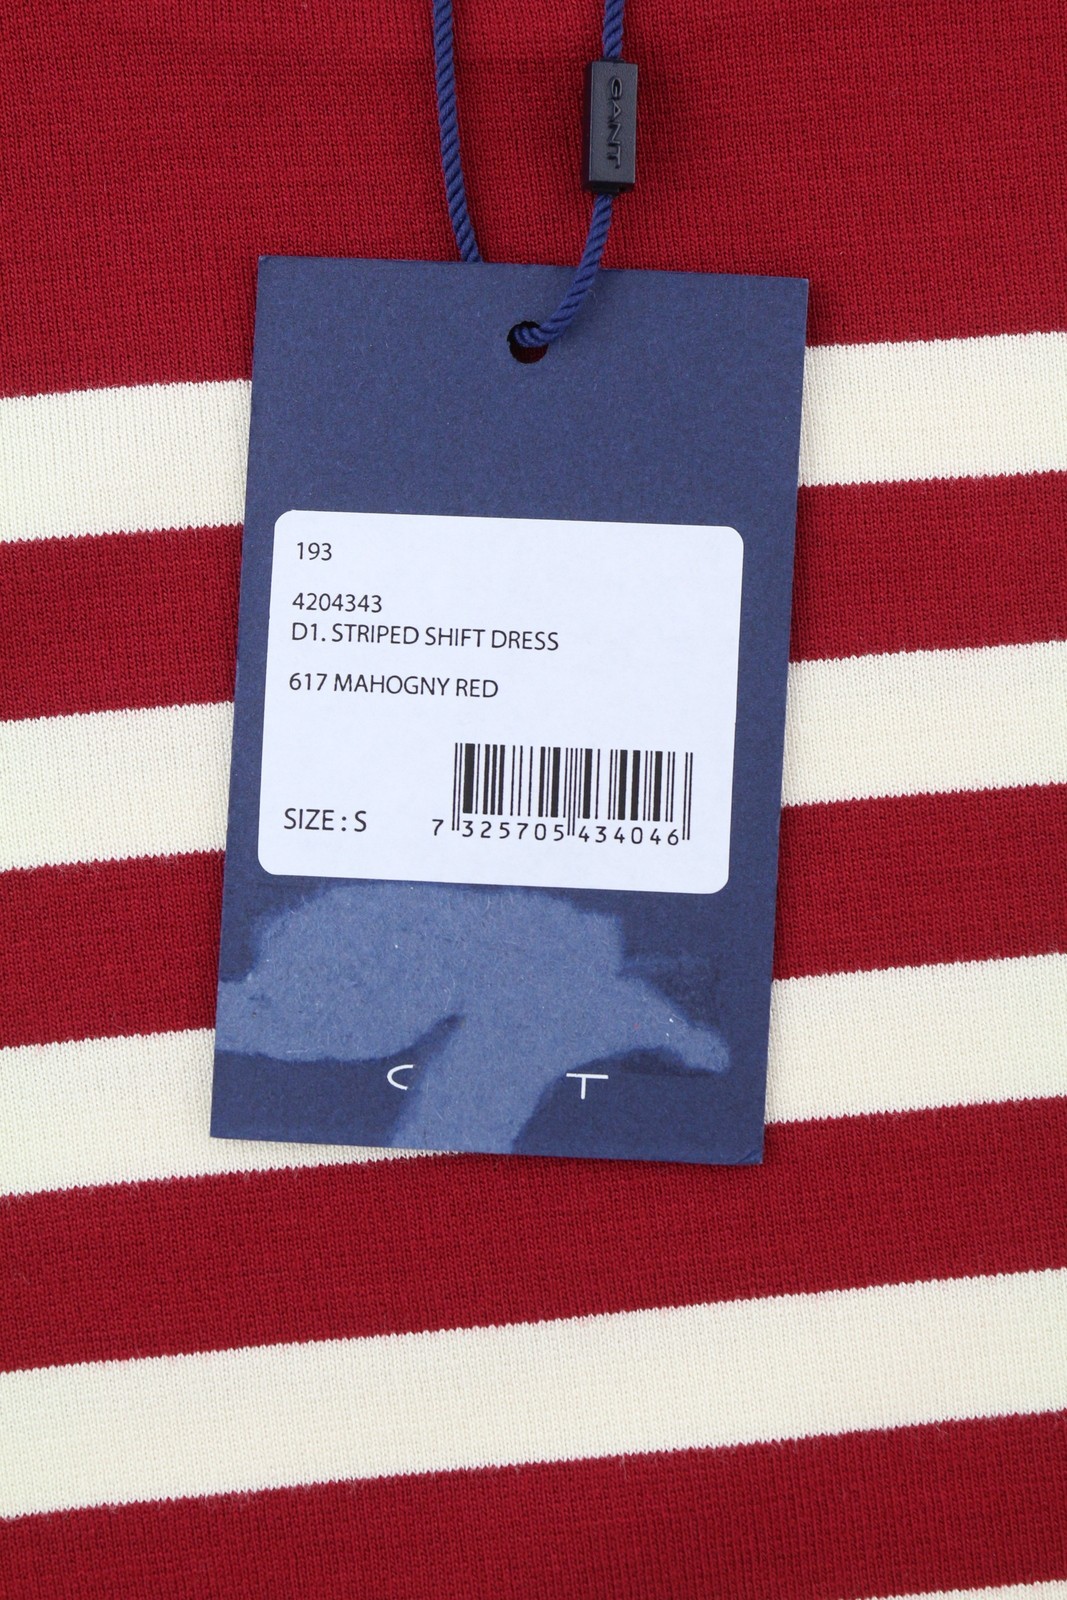 GANT
193
4204343
D1. STRIPED SHIFT DRESS
617 MAHOGNY RED
SIZE : S
7 325705 434046